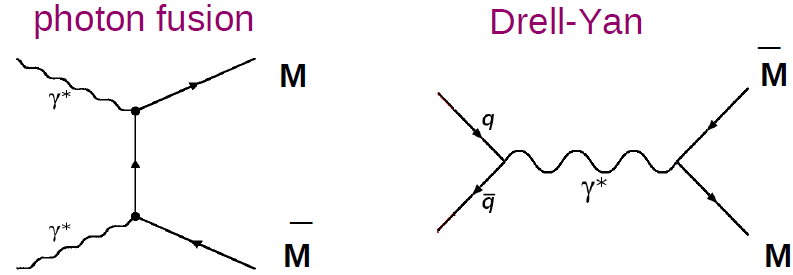 photon fusion
γ*
M
γ*
M̅
Drell-Yan
q
q̅
γ*
M̅
M